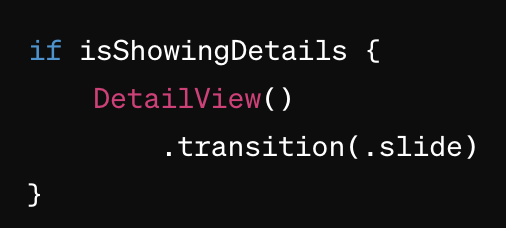 if isShowingDetails {
    DetailView()
        .transition(.slide)
}